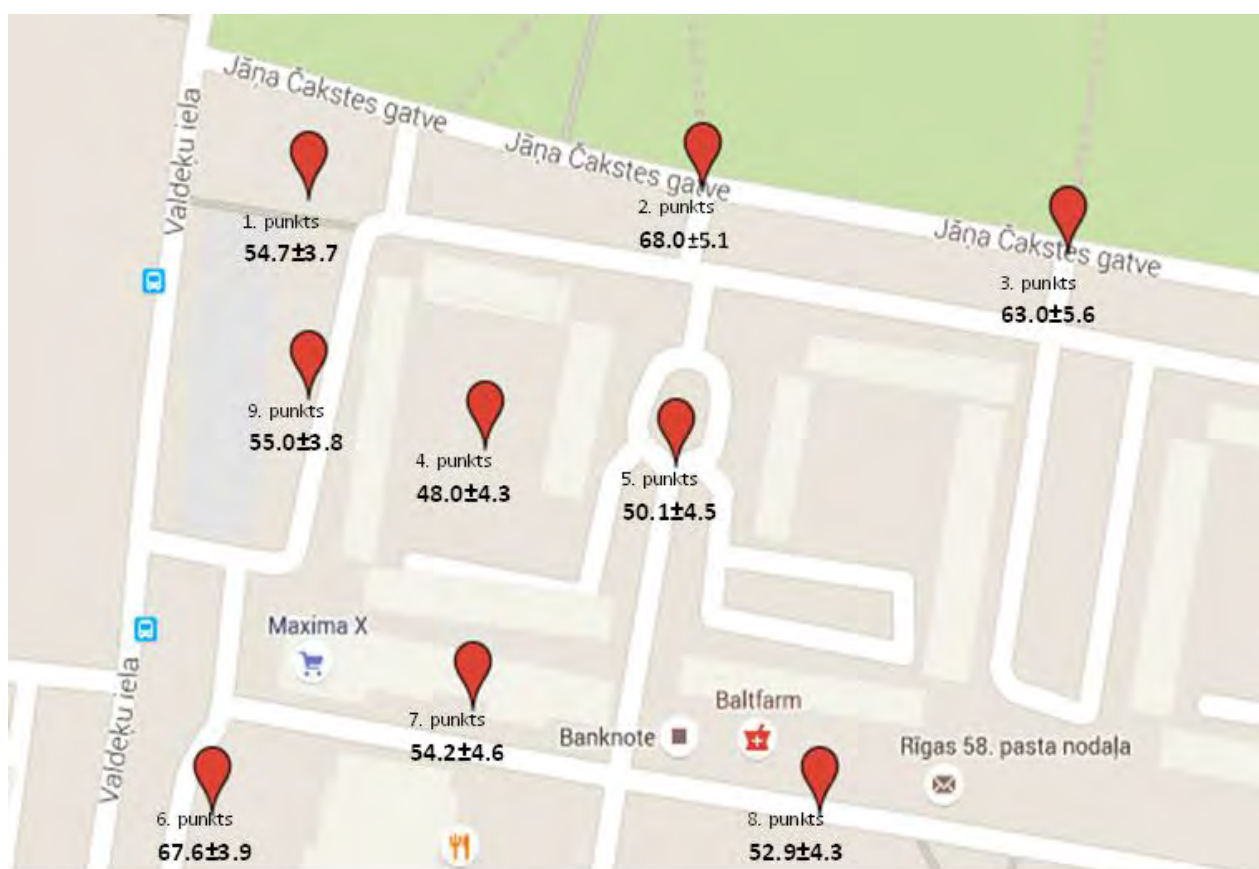 Jāņa Čakstes gatve
Valdeķu iela
Jāņa Čakstes gatve
1. punkts
54.7±3.7
2. punkts
68.0±5.1
Jāņa Čakstes gatve
3. punkts
63.0±5.6
9. punkts
55.0±3.8
4. punkts
48.0±4.3
5. punkts
50.1±4.5
Maxima X
Valdeķu iela
7. punkts
54.2±4.6
Banknote
Baltfarm
Rīgas 58. pasta nodaļa
6. punkts
67.6±3.9
8. punkts
52.9±4.3